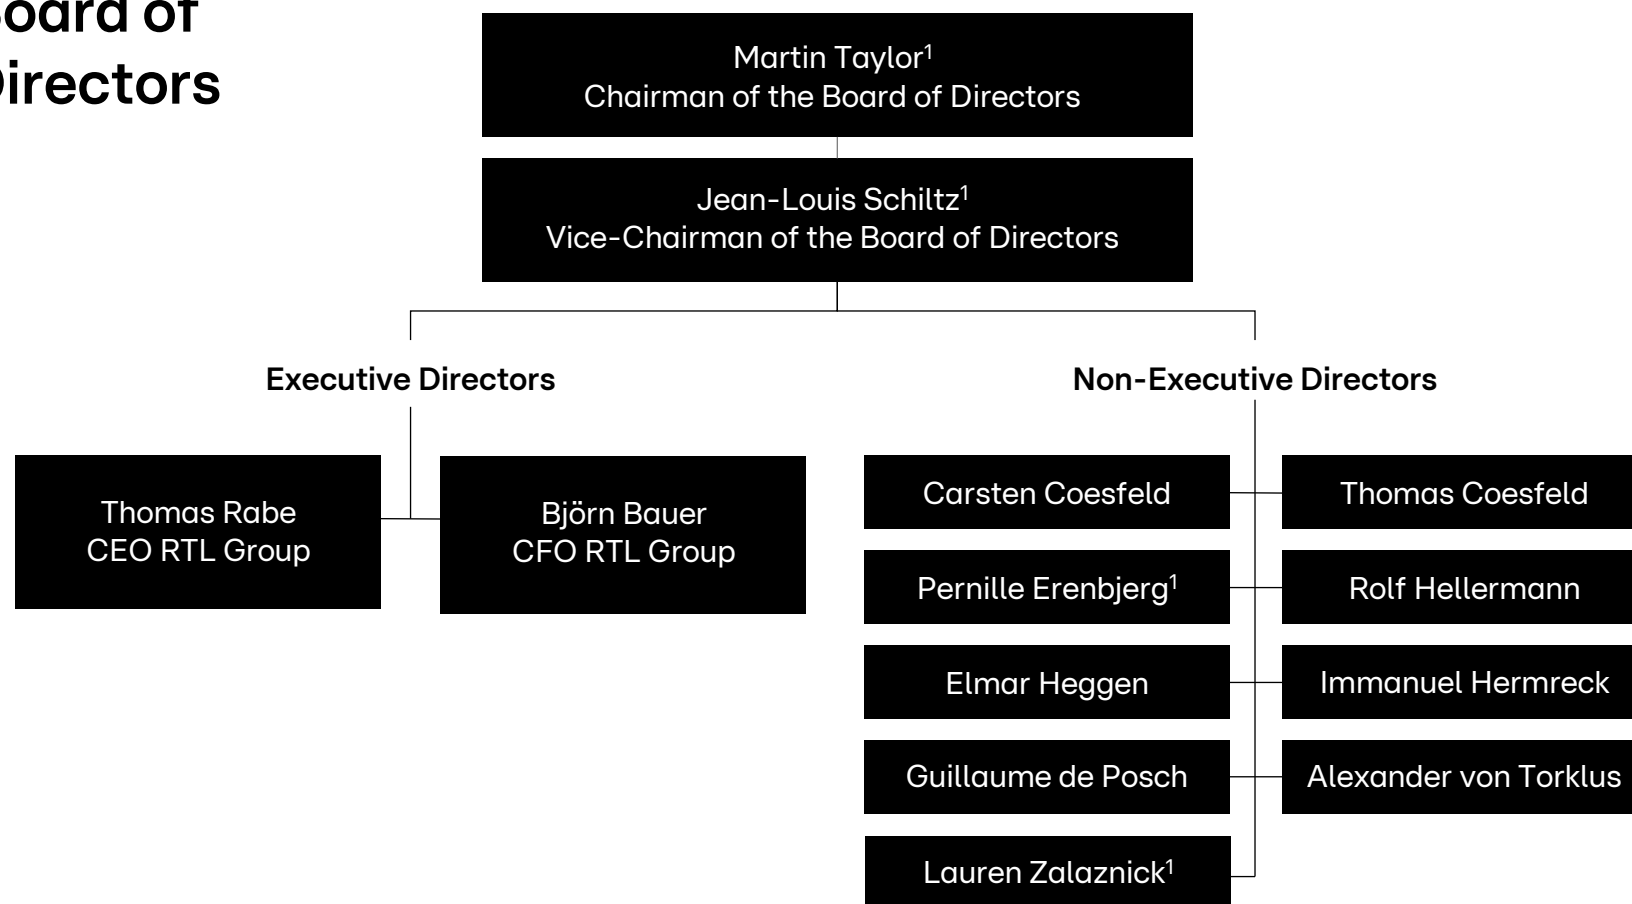 Board of
Directors
Martin Taylor¹
Chairman of the Board of Directors
Jean-Louis Schiltz¹
Vice-Chairman of the Board of Directors
Executive Directors
Non-Executive Directors
Thomas Rabe
CEO RTL Group
Björn Bauer
CFO RTL Group
Carsten Coesfeld
Thomas Coesfeld
Pernille Erenbjerg¹
Rolf Hellermann
Elmar Heggen
Immanuel Hermreck
Guillaume de Posch
Alexander von Torklus
Lauren Zalaznick¹